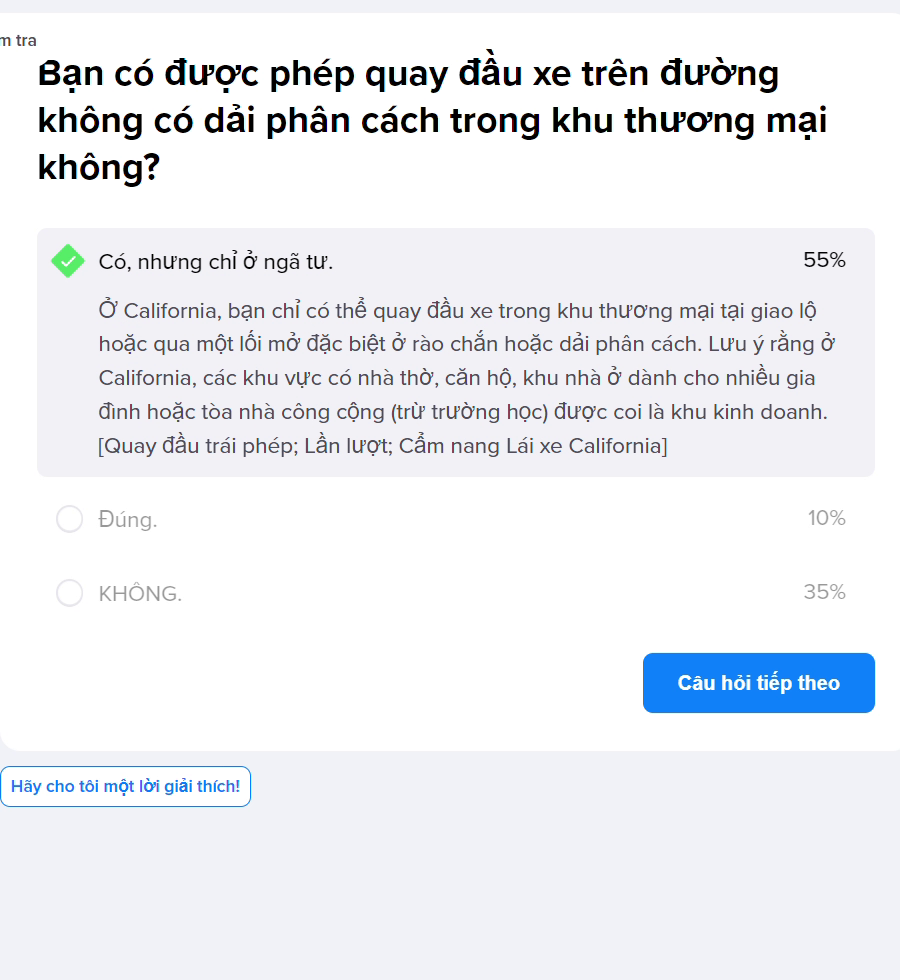 m tra
Bạn có được phép quay đầu xe trên đường
không có dải phân cách trong khu thương mại
không?
Có, nhưng chỉ ở ngã tư. 55%
Ở California, bạn chỉ có thể quay đầu xe trong khu thương mại tại giao lộ
hoặc qua một lối mở đặc biệt ở rào chắn hoặc dải phân cách. Lưu ý rằng ở
California, các khu vực có nhà thờ, căn hộ, khu nhà ở dành cho nhiều gia
đình hoặc tòa nhà công cộng (trừ trường học) được coi là khu kinh doanh.
[Quay đầu trái phép; Lần lượt; Cẩm nang Lái xe California]
Đúng. 10%
KHÔNG. 35%
Câu hỏi tiếp theo
Hãy cho tôi một lời giải thích!